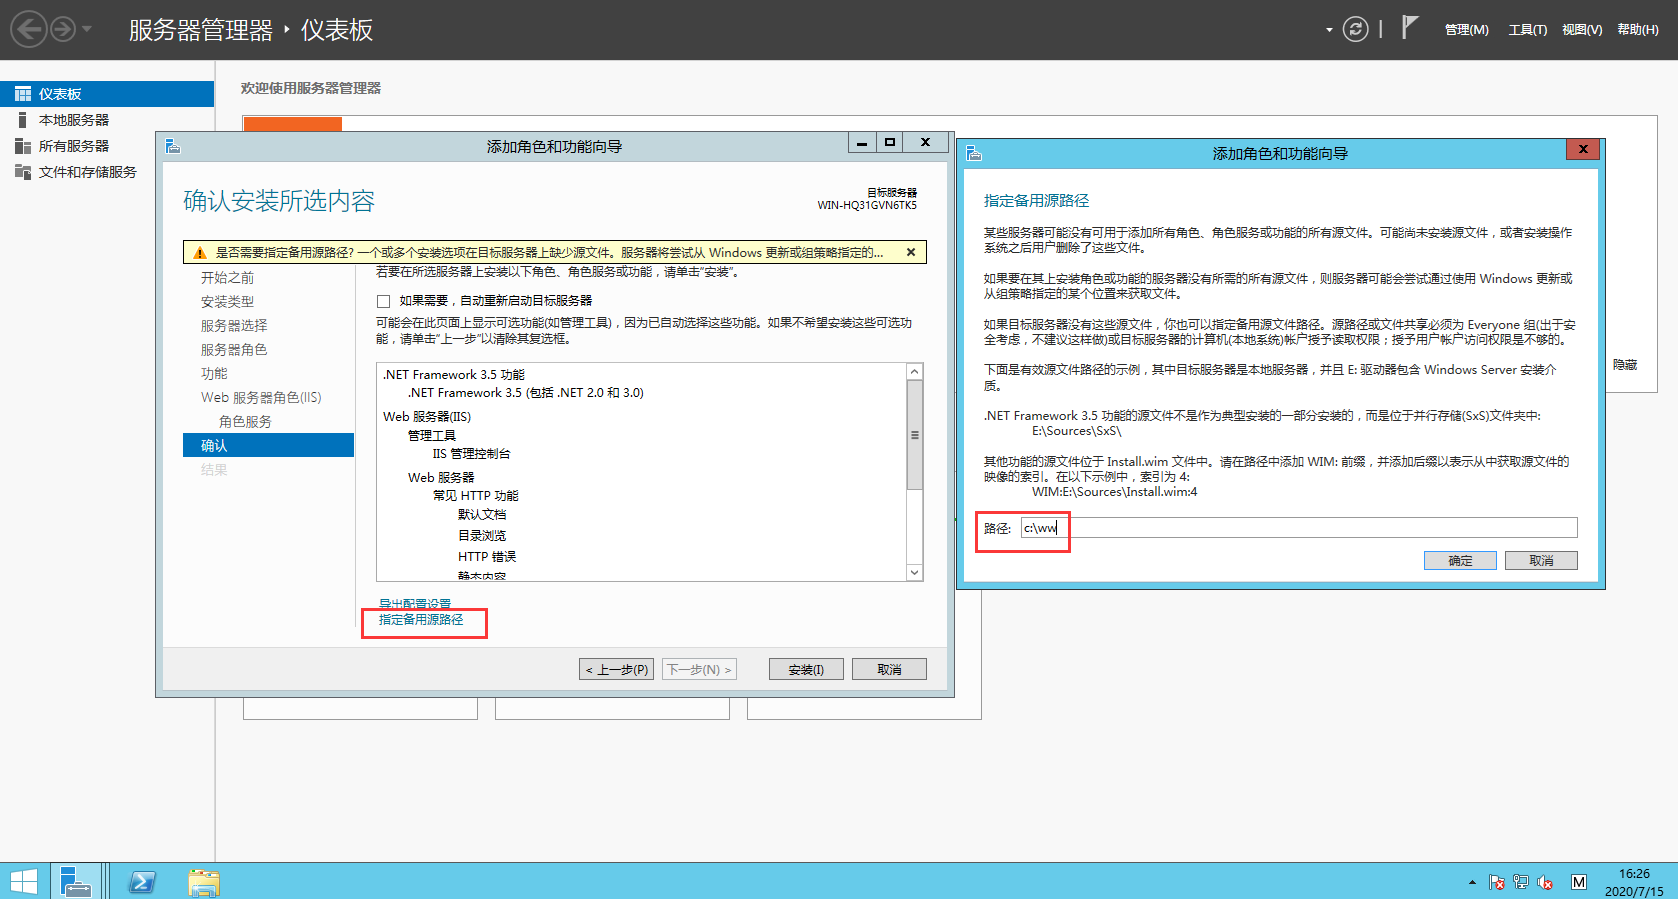 服务器管理器 ‣ 仪表板
管理(M) 工具(T) 视图(V) 帮助(H)
仪表板
本地服务器
所有服务器
文件和存储服务
欢迎使用服务器管理器
隐藏
添加角色和功能向导
确认安装所选内容
目标服务器
WIN-HQ31GVN6TK5
是否需要指定备用源路径? 一个或多个安装选项在目标服务器上缺少源文件。服务器将尝试从 Windows 更新或组策略指定的...
开始之前
安装类型
服务器选择
服务器角色
功能
Web 服务器角色(IIS)
角色服务
确认
结果
若要在所选服务器上安装以下角色、角色服务或功能，请单击“安装”。
如果需要，自动重新启动目标服务器
可能会在此页面上显示可选功能(如管理工具)，因为已自动选择这些功能。如果不希望安装这些可选功
能，请单击“上一步”以清除其复选框。
.NET Framework 3.5 功能
.NET Framework 3.5 (包括 .NET 2.0 和 3.0)
Web 服务器(IIS)
管理工具
IIS 管理控制台
Web 服务器
常见 HTTP 功能
默认文档
目录浏览
HTTP 错误
静态内容
导出配置设置
指定备用源路径
< 上一步(P) 下一步(N) > 安装(I) 取消
添加角色和功能向导
指定备用源路径
某些服务器可能没有可用于添加所有角色、角色服务或功能的所有源文件。可能尚未安装源文件，或者安装操作
系统之后用户删除了这些文件。
如果要在其上安装角色或功能的服务器没有所需的所有源文件，则服务器可能会尝试通过使用 Windows 更新或
从组策略指定的某个位置来获取文件。
如果目标服务器没有这些源文件，你也可以指定备用源文件路径。源路径或文件共享必须为 Everyone 组(出于安
全考虑，不建议这样做)或目标服务器的计算机(本地系统)帐户授予读取权限；授予用户帐户访问权限是不够的。
下面是有效源文件路径的示例，其中目标服务器是本地服务器，并且 E: 驱动器包含 Windows Server 安装介
质。
.NET Framework 3.5 功能的源文件不是作为典型安装的一部分安装的，而是位于并行存储(SxS)文件夹中:
E:\Sources\SxS\
其他功能的源文件位于 Install.wim 文件中。请在路径中添加 WIM: 前缀，并添加后缀以表示从中获取源文件的
映像的索引。在以下示例中，索引为 4:
WIM:E:\Sources\Install.wim:4
路径: c:\ww
确定 取消
M
16:26
2020/7/15